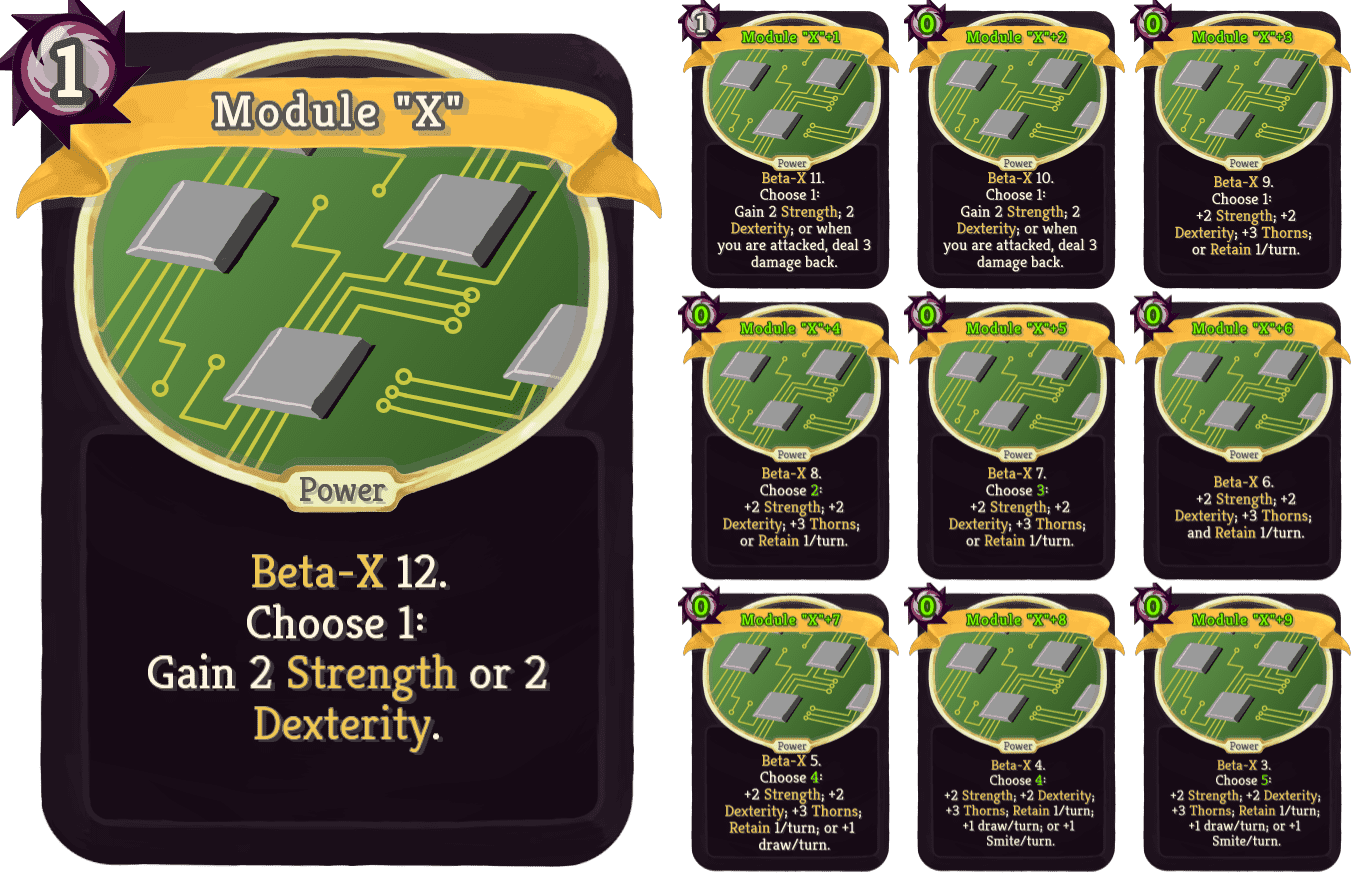 1
Module "X"
Power
Beta-X 12.
Choose 1:
Gain 2 Strength or 2
Dexterity.
1
Module "X"+1
Power
Beta-X 11.
Choose 1:
Gain 2 Strength; 2
Dexterity; or when
you are attacked, deal 3
damage back.
0
Module "X"+2
Power
Beta-X 10.
Choose 1:
Gain 2 Strength; 2
Dexterity; or when
you are attacked, deal 3
damage back.
0
Module "X"+3
Power
Beta-X 9.
Choose 1:
+2 Strength; +2
Dexterity; +3 Thorns;
or Retain 1/turn.
0
Module "X"+4
Power
Beta-X 8.
Choose 2:
+2 Strength; +2
Dexterity; +3 Thorns;
or Retain 1/turn.
0
Module "X"+5
Power
Beta-X 7.
Choose 3:
+2 Strength; +2
Dexterity; +3 Thorns;
or Retain 1/turn.
0
Module "X"+6
Power
Beta-X 6.
+2 Strength; +2
Dexterity; +3 Thorns;
and Retain 1/turn.
0
Module "X"+7
Power
Beta-X 5.
Choose 4:
+2 Strength; +2
Dexterity; +3 Thorns;
Retain 1/turn; or +1
draw/turn.
0
Module "X"+8
Power
Beta-X 4.
Choose 4:
+2 Strength; +2 Dexterity;
+3 Thorns; Retain 1/turn;
+1 draw/turn; or +1
Smite/turn.
0
Module "X"+9
Power
Beta-X 3.
Choose 5:
+2 Strength; +2 Dexterity;
+3 Thorns; Retain 1/turn;
+1 draw/turn; or +1
Smite/turn.